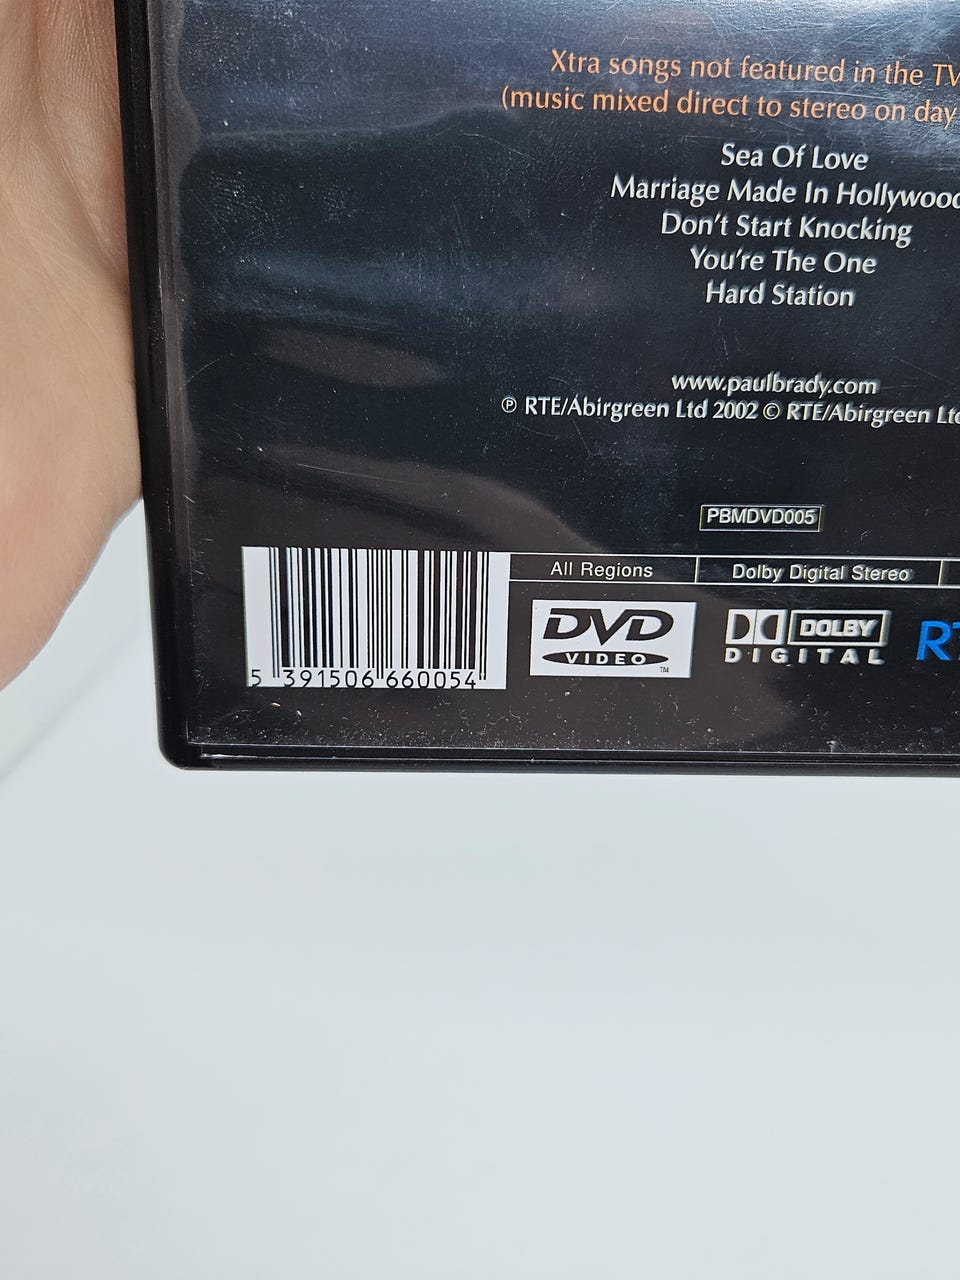 Xtra songs not featured in the TV
(music mixed direct to stereo on day
Sea Of Love
Marriage Made In Hollywood
Don't Start Knocking
You're The One
Hard Station
www.paulbrady.com
℗ RTE/Abirgreen Ltd 2002 © RTE/Abirgreen Ltd
PBMDVD005
All Regions
Dolby Digital Stereo
5 391506 660054
DVD
VIDEO
TM
DOLBY
DIGITAL